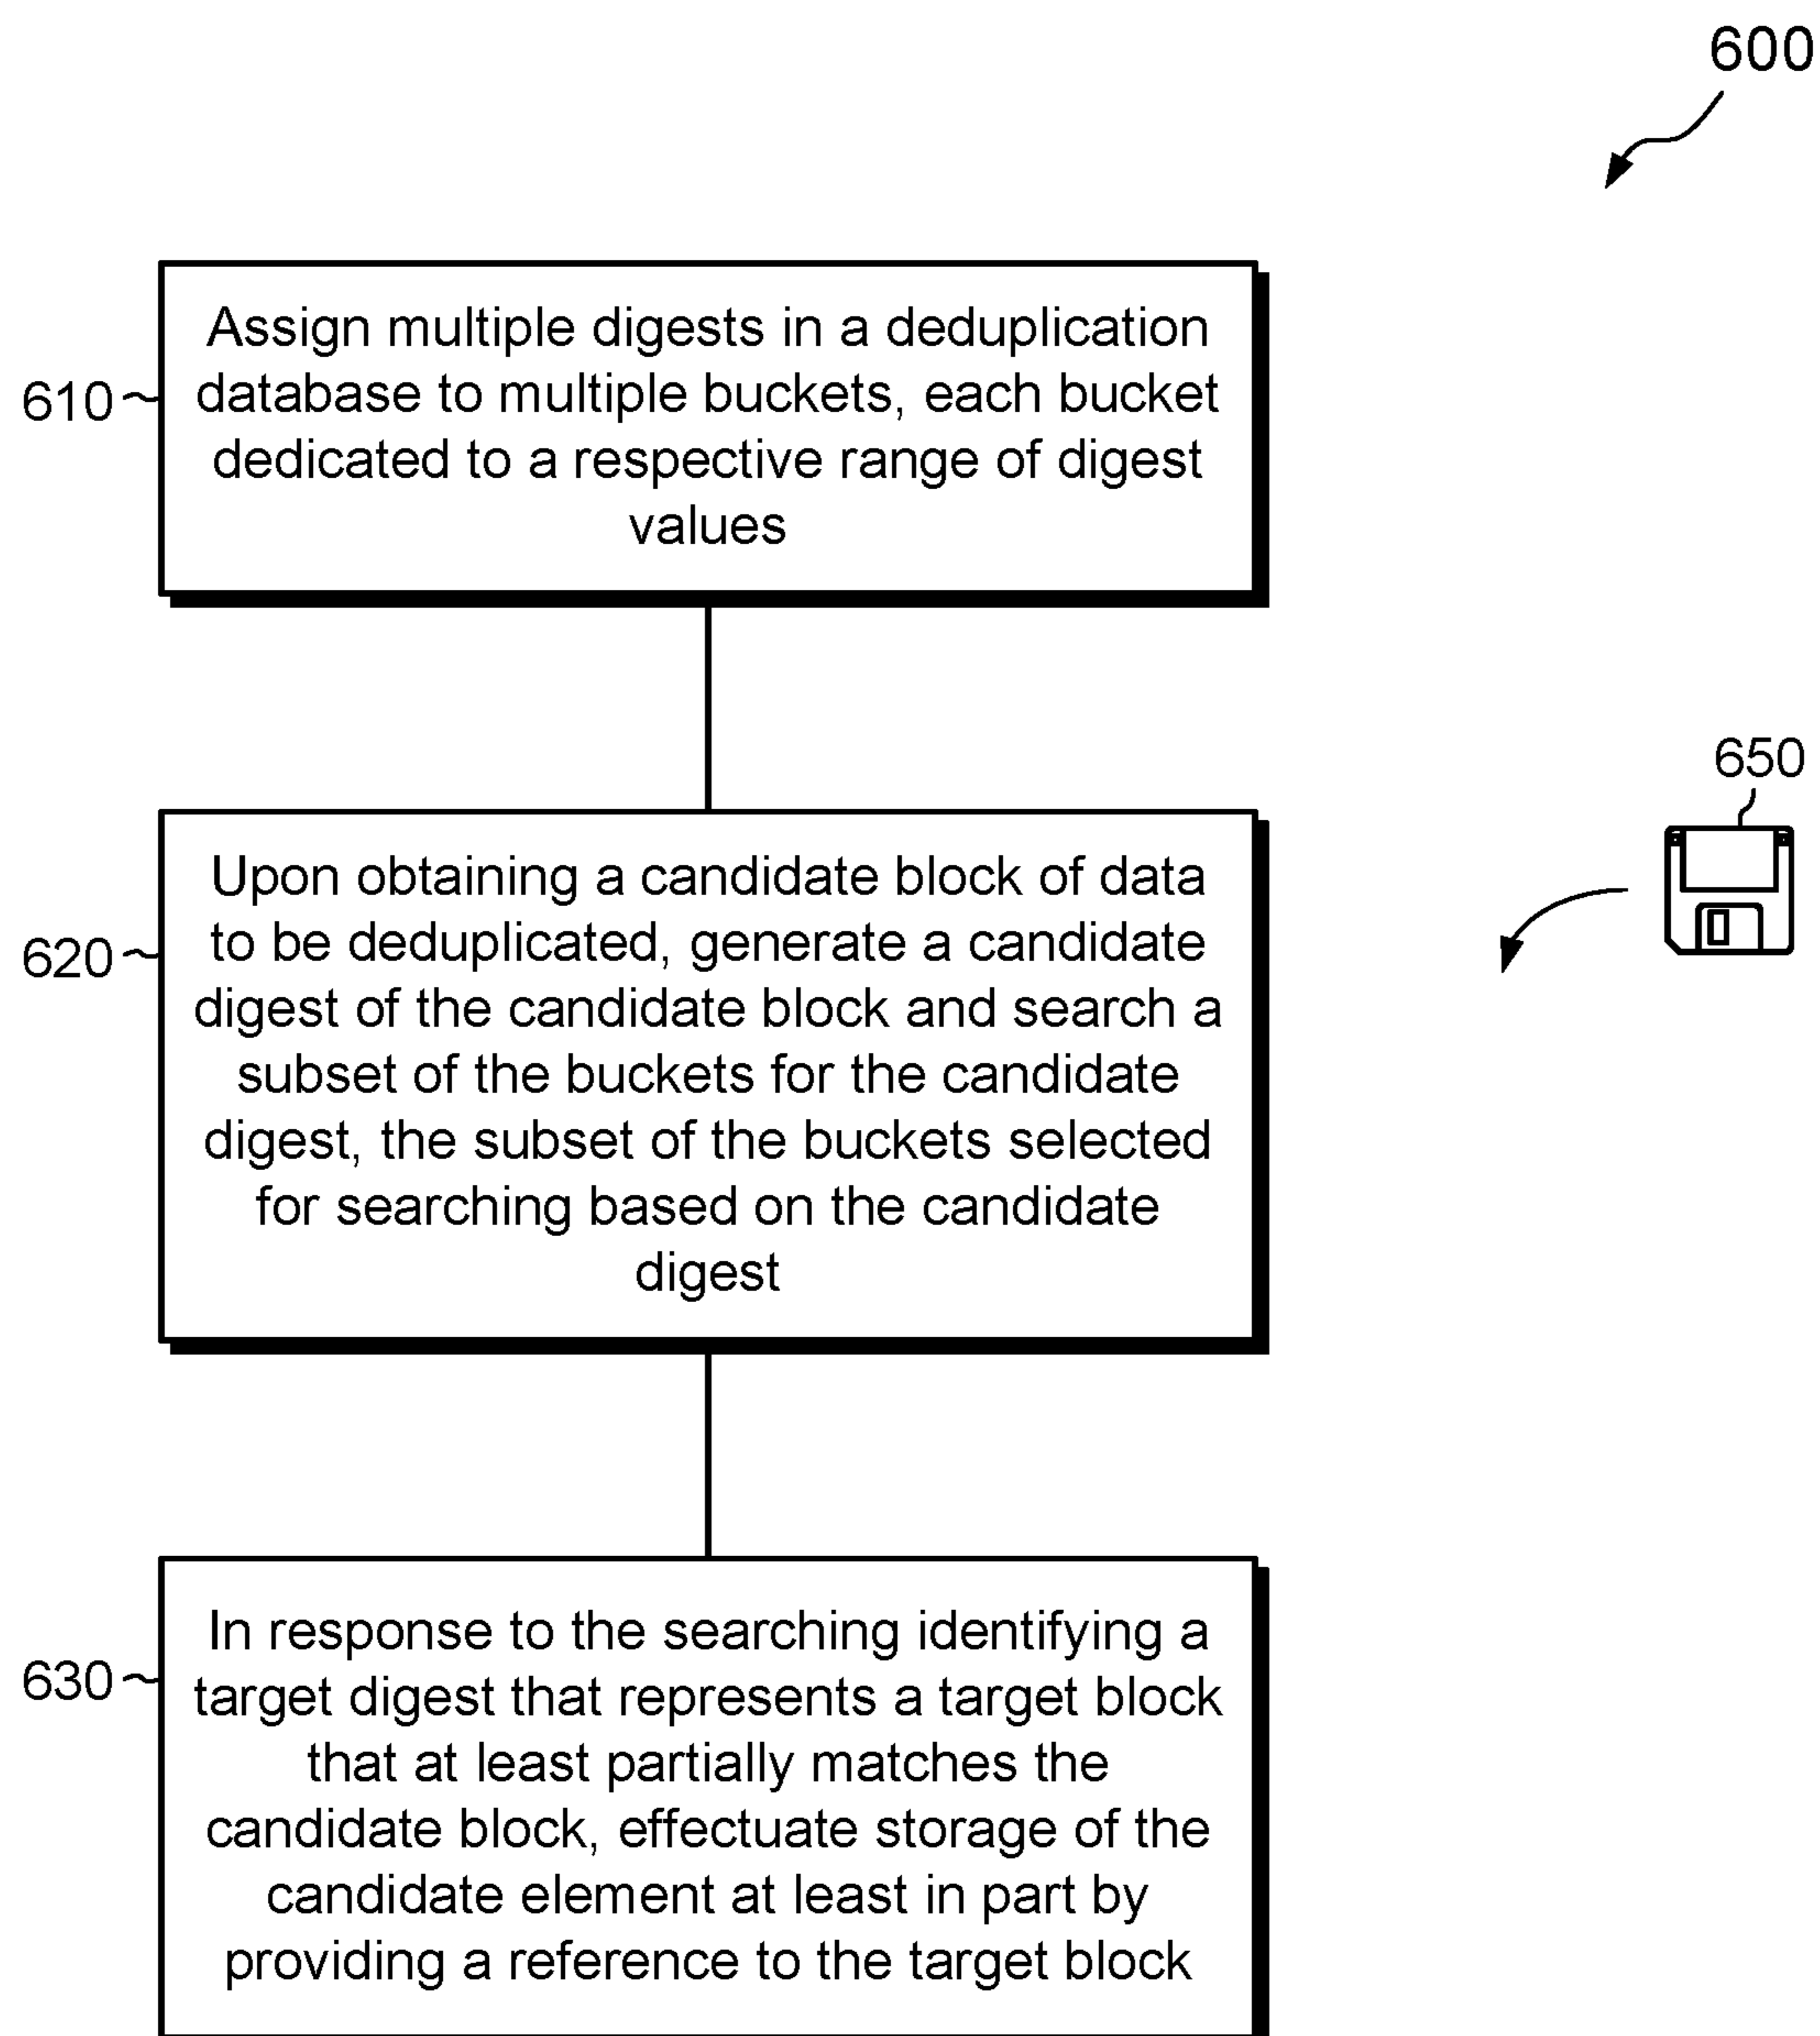 600
Assign multiple digests in a deduplication
database to multiple buckets, each bucket
dedicated to a respective range of digest
values
610
650
Upon obtaining a candidate block of data
to be deduplicated, generate a candidate
digest of the candidate block and search a
subset of the buckets for the candidate
digest, the subset of the buckets selected
for searching based on the candidate
digest
620
In response to the searching identifying a
target digest that represents a target block
that at least partially matches the
candidate block, effectuate storage of the
candidate element at least in part by
providing a reference to the target block
630